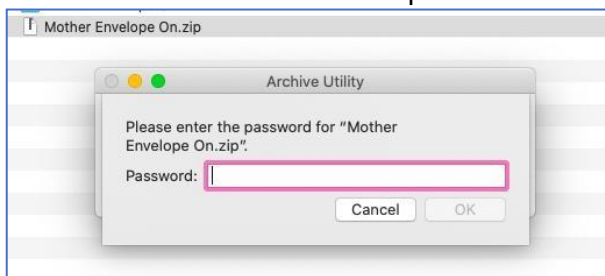 Mother Envelope On.zip
Archive Utility
Please enter the password for “Mother
Envelope On.zip”.
Password:
Cancel
OK